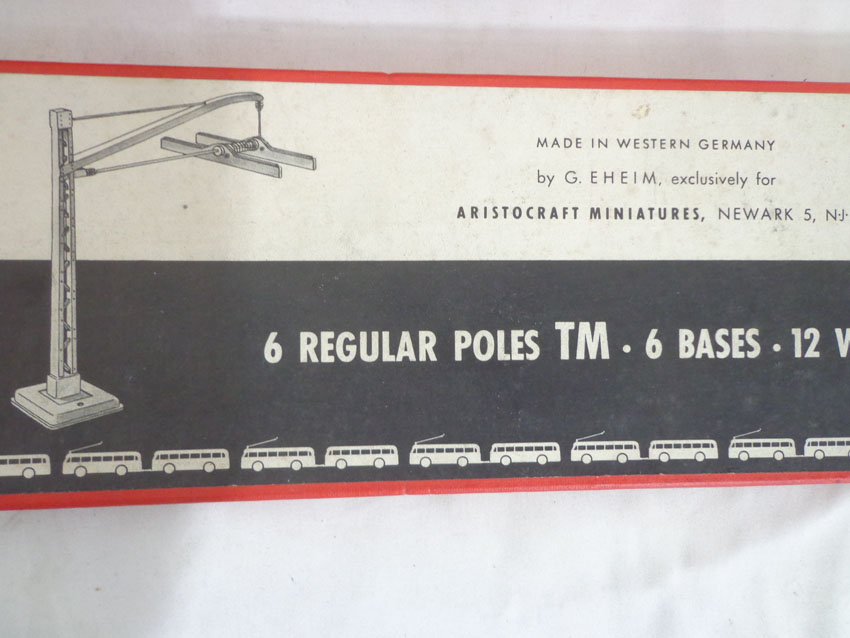 MADE IN WESTERN GERMANY
by G. EHEIM, exclusively for
ARISTOCRAFT MINIATURES, NEWARK 5, N·J·
6 REGULAR POLES TM · 6 BASES · 12